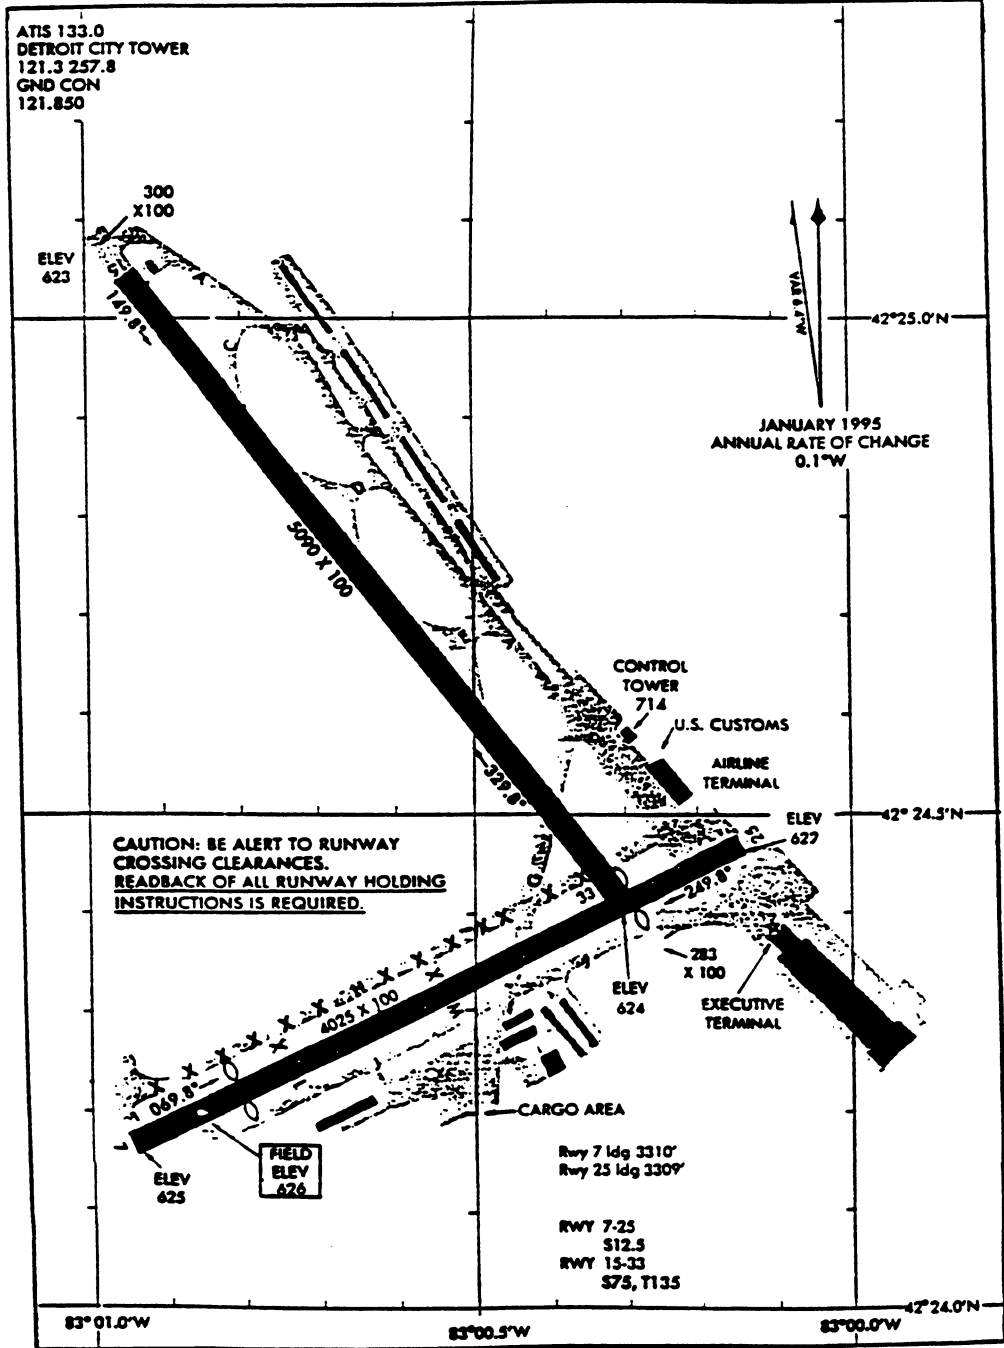 ATIS 133.0
DETROIT CITY TOWER
121.3 257.8
GND CON
121.850
300
X100
ELEV
623
149.8°
A
VAR 6.4°W
42°25.0'N
JANUARY 1995
ANNUAL RATE OF CHANGE
0.1°W
5090 X 100
CONTROL
TOWER
714
U.S. CUSTOMS
AIRLINE
TERMINAL
329.8°
42°24.5'N
ELEV
627
25
CAUTION: BE ALERT TO RUNWAY
CROSSING CLEARANCES.
READBACK OF ALL RUNWAY HOLDING
INSTRUCTIONS IS REQUIRED.
G
33
249.8°
283
X 100
ELEV
624
EXECUTIVE
TERMINAL
H
4025 X 100
069.8°
CARGO AREA
FIELD
ELEV
626
ELEV
625
Rwy 7 ldg 3310'
Rwy 25 ldg 3309'
RWY 7-25
S12.5
RWY 15-33
S75, T135
42°24.0'N
83°01.0'W
83°00.5'W
83°00.0'W